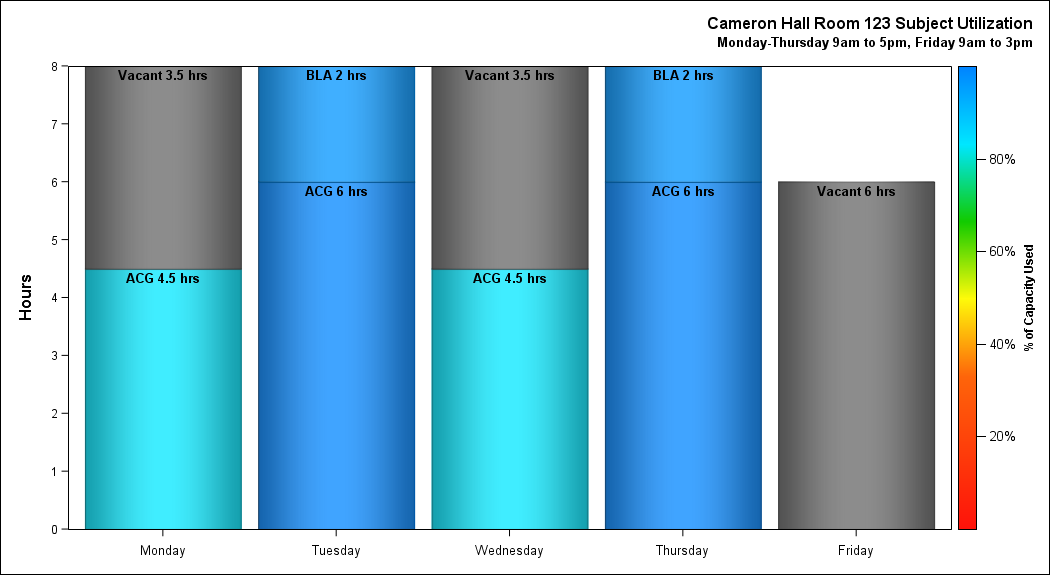 Cameron Hall Room 123 Subject Utilization
Monday-Thursday 9am to 5pm, Friday 9am to 3pm
Hours
8
7
6
5
4
3
2
1
0
Vacant 3.5 hrs
ACG 4.5 hrs
BLA 2 hrs
ACG 6 hrs
Vacant 3.5 hrs
ACG 4.5 hrs
BLA 2 hrs
ACG 6 hrs
Vacant 6 hrs
Monday
Tuesday
Wednesday
Thursday
Friday
80%
60%
40%
20%
% of Capacity Used